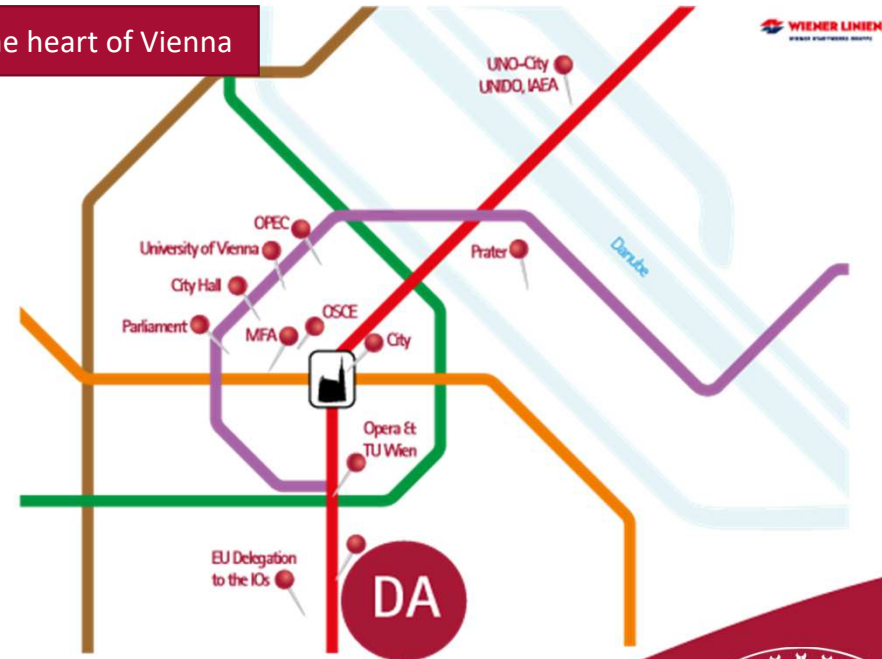 e heart of Vienna
WIENER LINIEN
UNO-City
UNIDO, IAEA
OPEC
University of Vienna
Prater
Danube
City Hall
OSCE
Parliament
MFA
City
Opera &
TU Wien
EU Delegation
to the IOs
DA